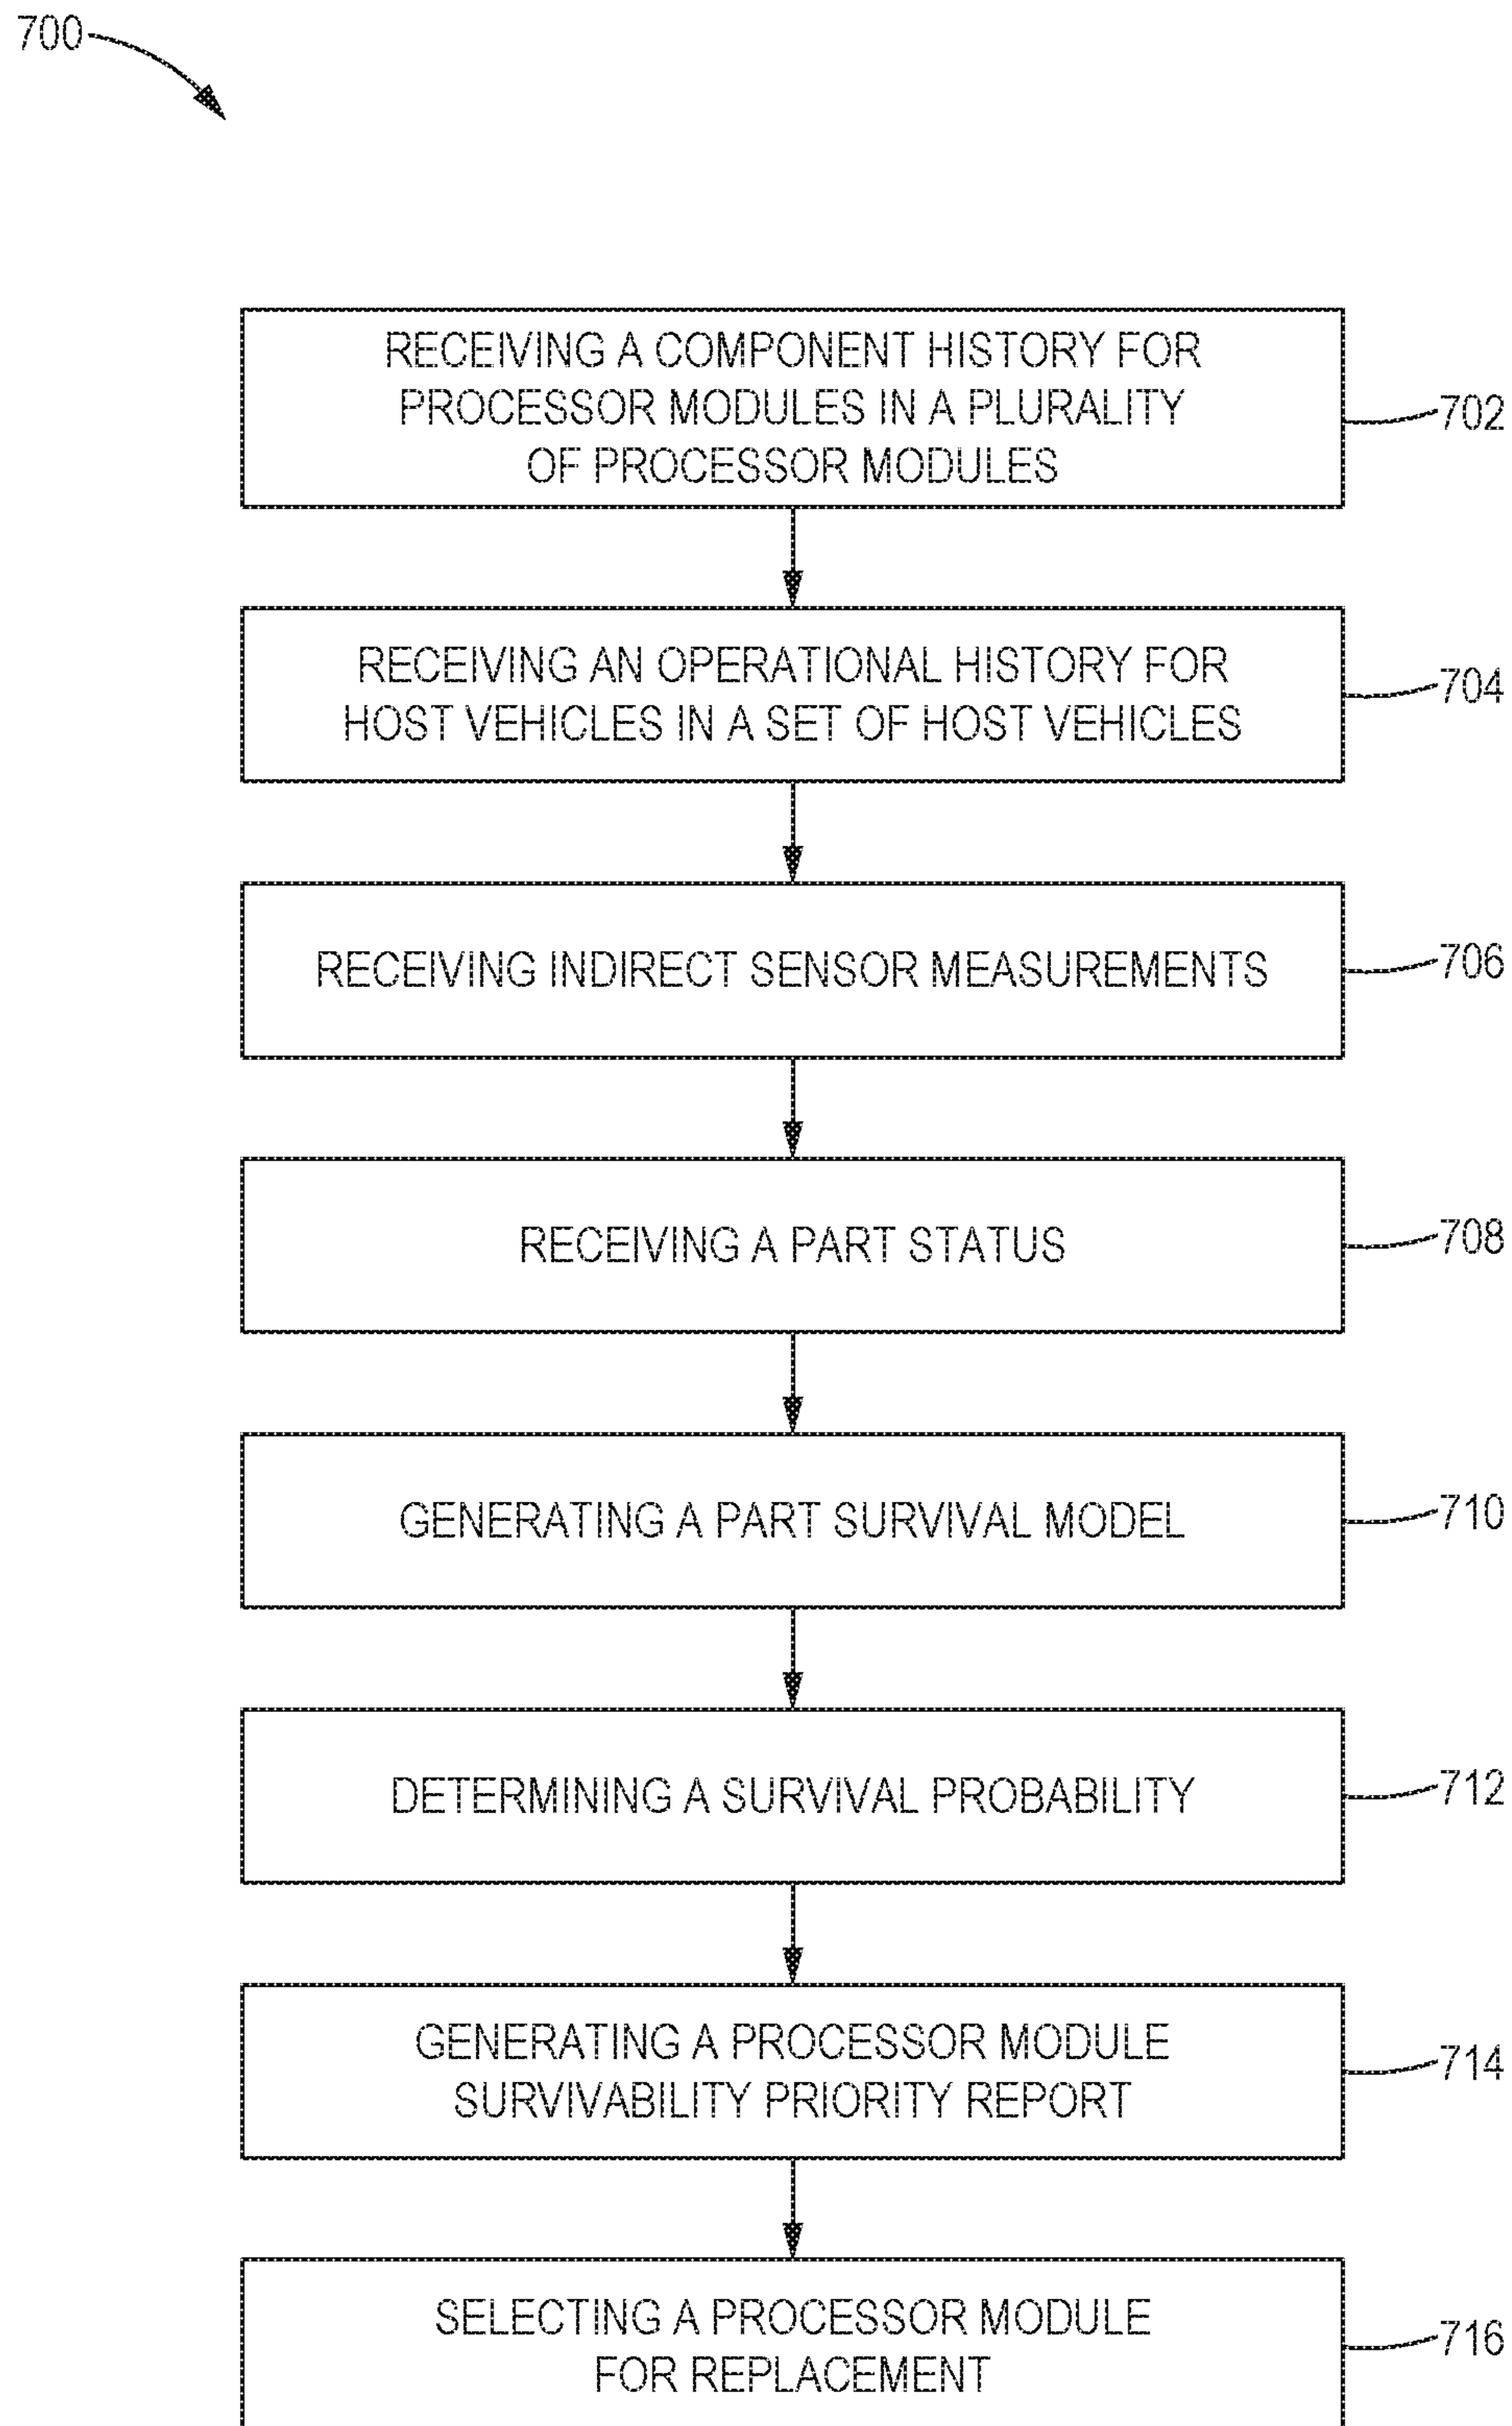 700
RECEIVING A COMPONENT HISTORY FOR
PROCESSOR MODULES IN A PLURALITY
OF PROCESSOR MODULES
702
RECEIVING AN OPERATIONAL HISTORY FOR
HOST VEHICLES IN A SET OF HOST VEHICLES
704
RECEIVING INDIRECT SENSOR MEASUREMENTS
706
RECEIVING A PART STATUS
708
GENERATING A PART SURVIVAL MODEL
710
DETERMINING A SURVIVAL PROBABILITY
712
GENERATING A PROCESSOR MODULE
SURVIVABILITY PRIORITY REPORT
714
SELECTING A PROCESSOR MODULE
FOR REPLACEMENT
716